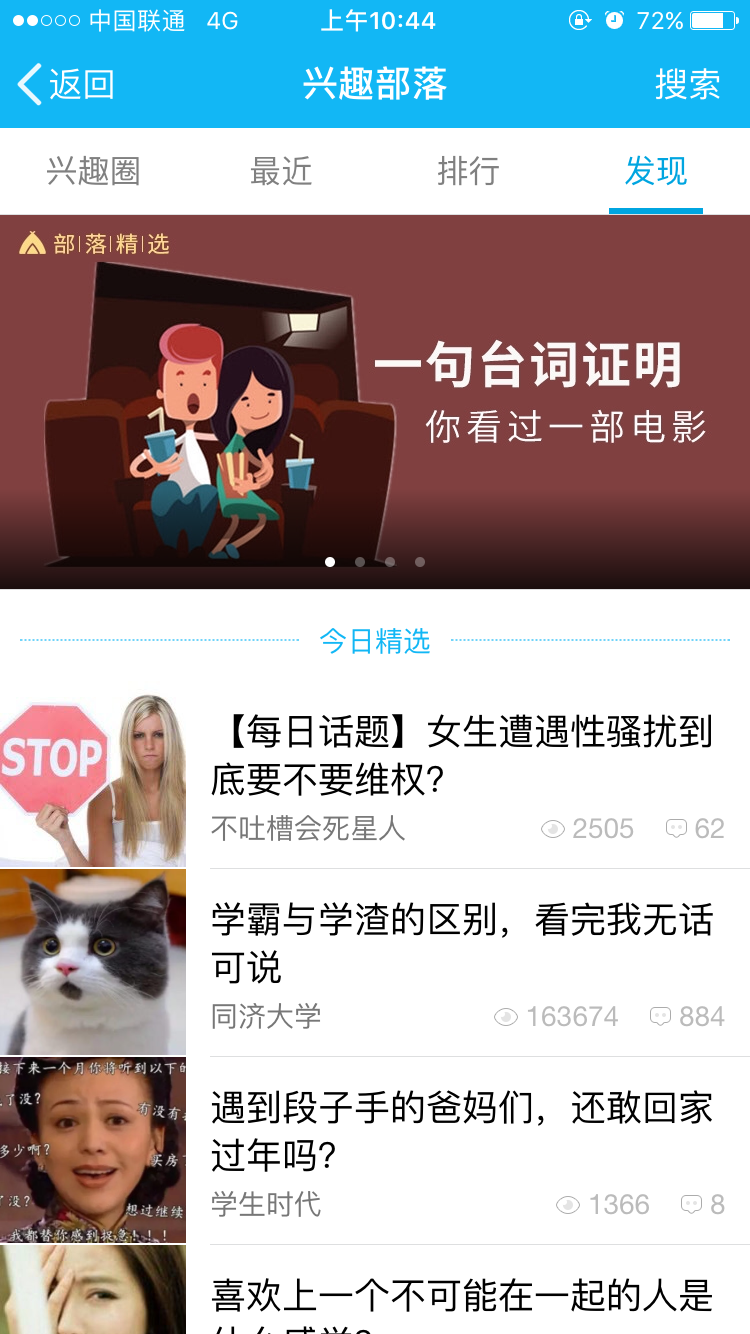 中国联通 4G 上午10:44 72%
返回 兴趣部落 搜索
兴趣圈 最近 排行 发现
部落精选
一句台词证明
你看过一部电影
今日精选
STOP
【每日话题】女生遭遇性骚扰到
底要不要维权?
不吐槽会死星人 2505 62
学霸与学渣的区别，看完我无话
可说
同济大学 163674 884
接下来一个月你将听到以下的
了没?
有没有
多少啊?
买房
了没?
想过继续
我都替你感到捉急!!!
遇到段子手的爸妈们，还敢回家
过年吗?
学生时代 1366 8
喜欢上一个不可能在一起的人是
什么感觉?